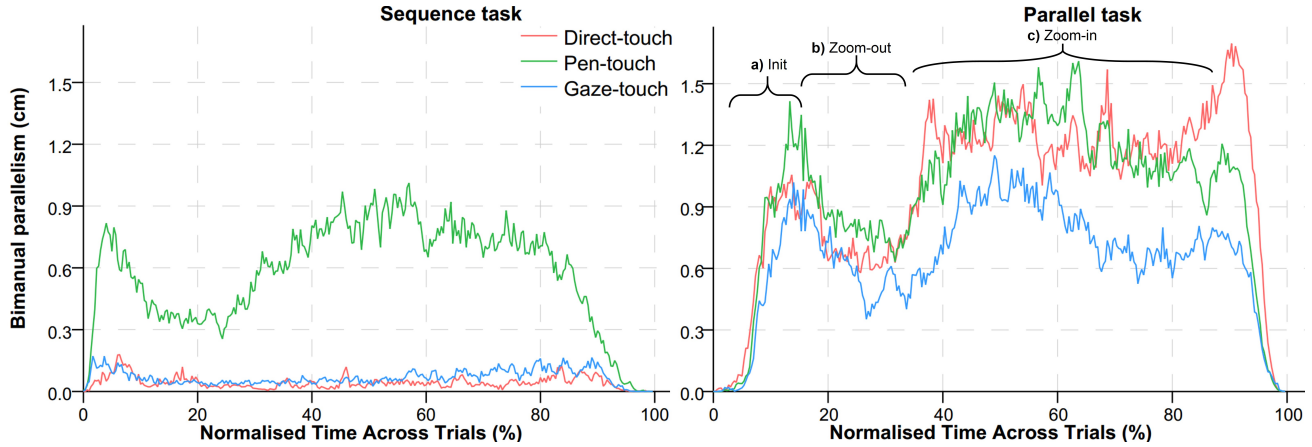 Sequence task
Direct-touch
Pen-touch
Gaze-touch
Bimanual parallelism (cm)
1.5
1.2
0.9
0.6
0.3
0.0
0 20 40 60 80 100
Normalised Time Across Trials (%)
Parallel task
a) Init
b) Zoom-out
c) Zoom-in
1.5
1.2
0.9
0.6
0.3
0.0
0 20 40 60 80 100
Normalised Time Across Trials (%)